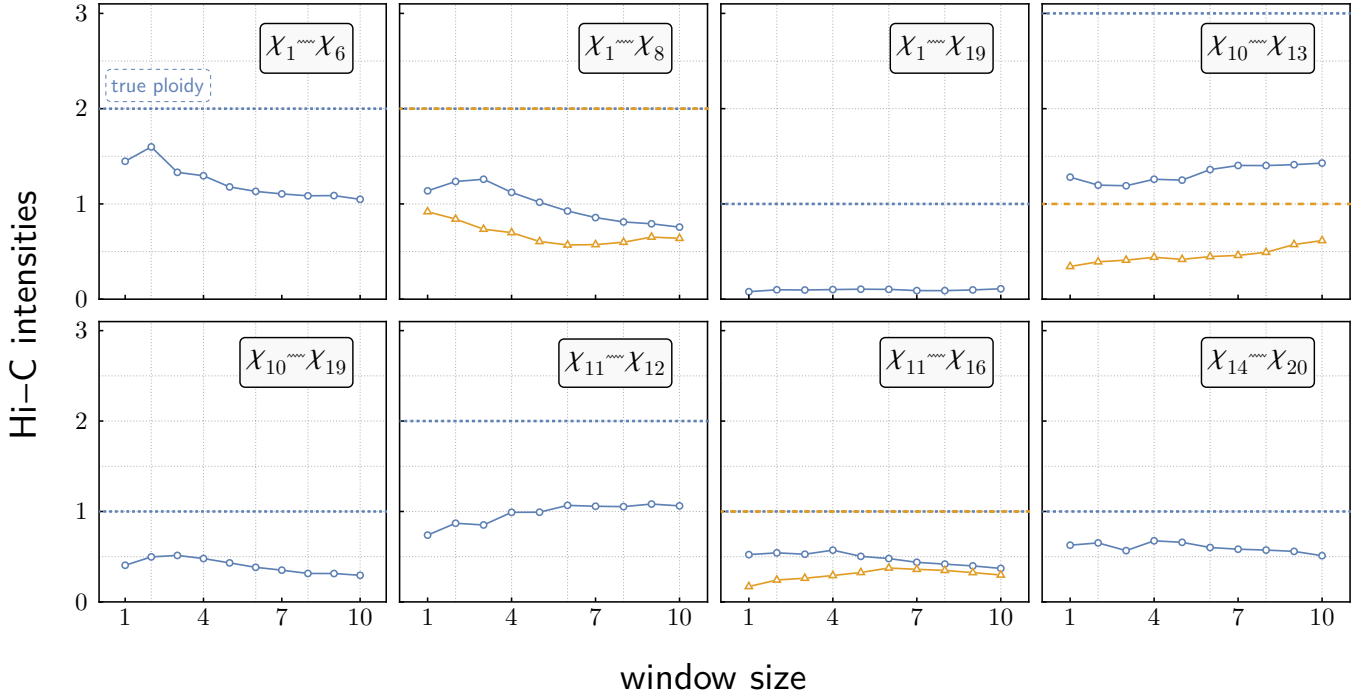 3
2
1
0
χ₁﹏χ₆
true ploidy
χ₁﹏χ₈
χ₁﹏χ₁₉
χ₁₀﹏χ₁₃
Hi−C intensities
3
2
1
0
χ₁₀﹏χ₁₉
χ₁₁﹏χ₁₂
χ₁₁﹏χ₁₆
χ₁₄﹏χ₂₀
1 4 7 10
1 4 7 10
1 4 7 10
1 4 7 10
window size